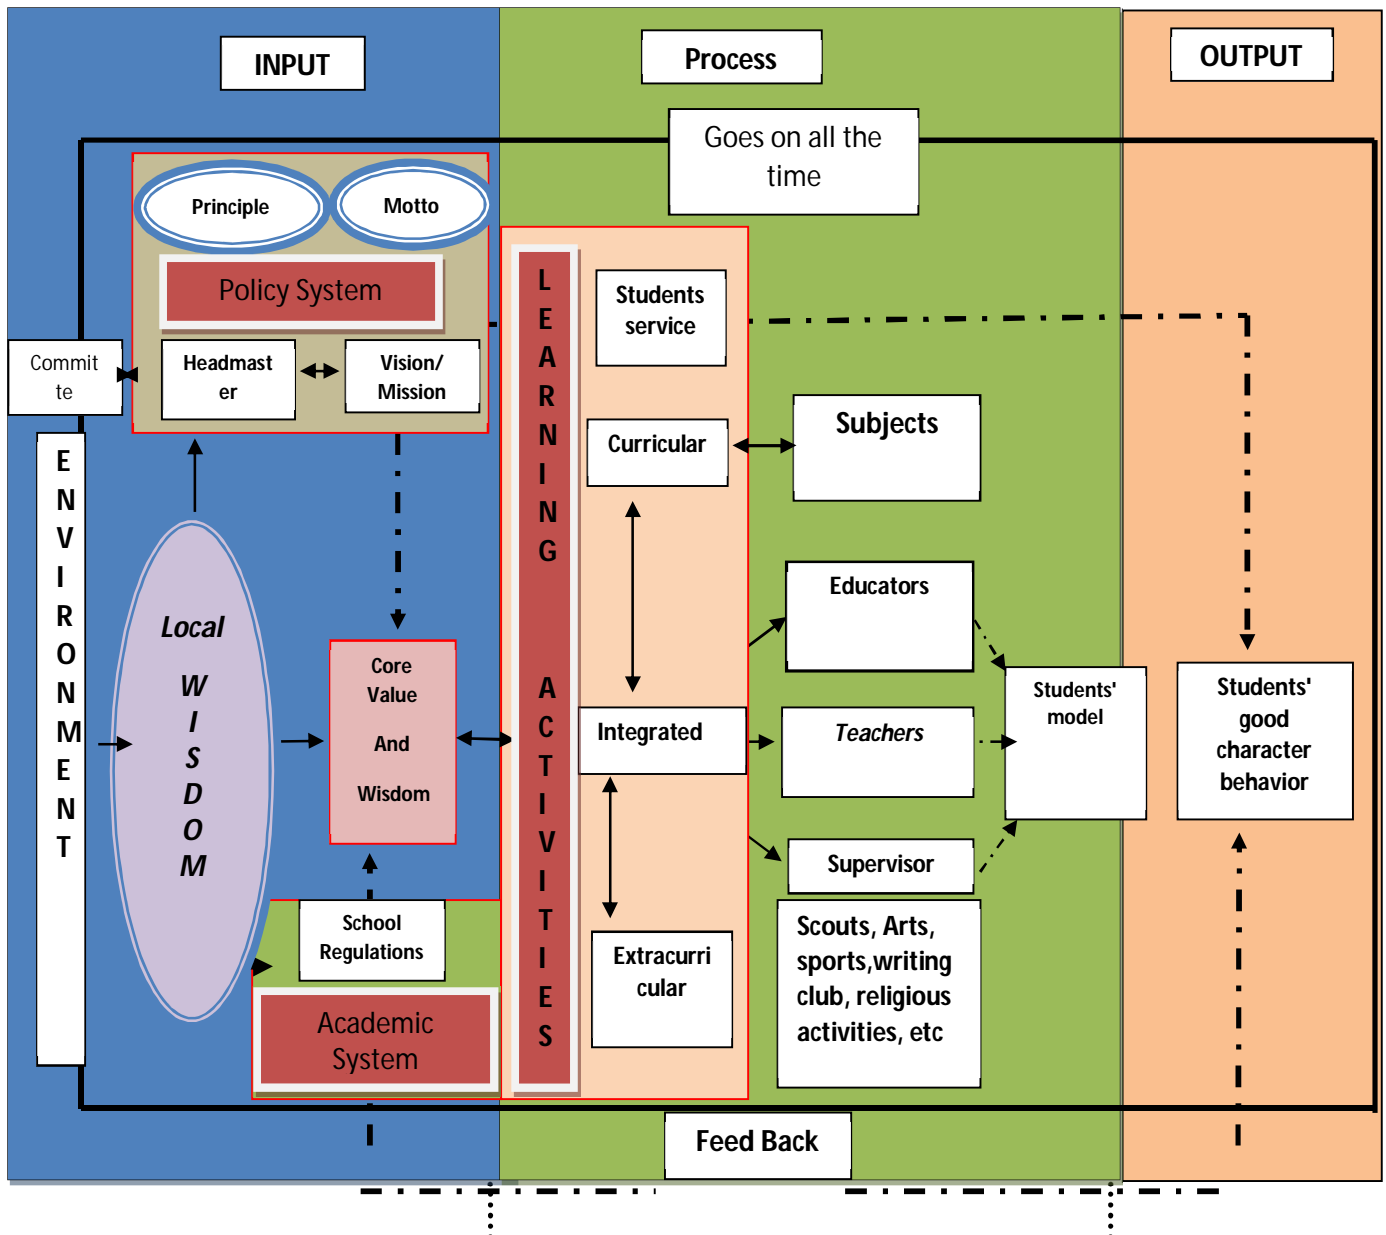 INPUT
Process
OUTPUT
Goes on all the
time
Principle
Motto
Policy System
Commit
te
Headmast
er
Vision/
Mission
E
N
V
I
R
O
N
M
E
N
T
Local
W
I
S
D
O
M
Core
Value
And
Wisdom
School
Regulations
Academic
System
L
E
A
R
N
I
N
G
A
C
T
I
V
I
T
I
E
S
Students
service
Curricular
Integrated
Extracurri
cular
Subjects
Educators
Teachers
Supervisor
Scouts, Arts,
sports,writing
club, religious
activities, etc
Students'
model
Students'
good
character
behavior
Feed Back